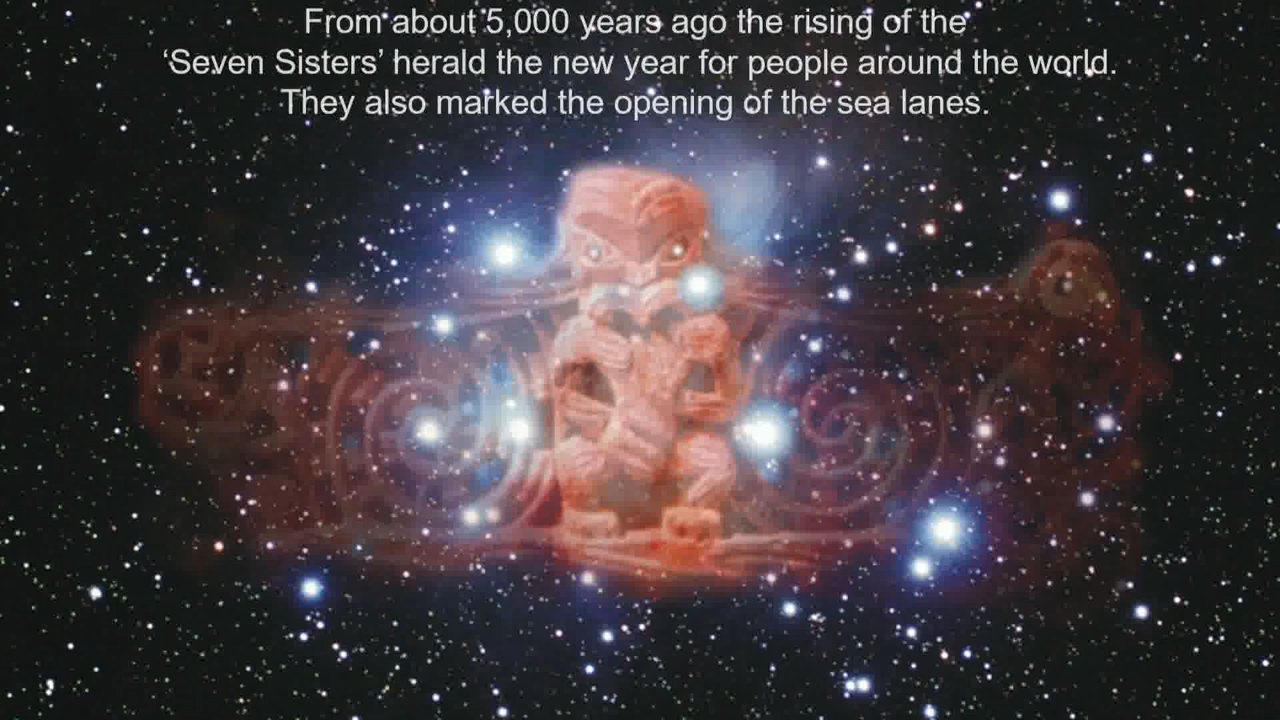 From about 5,000 years ago the rising of the
‘Seven Sisters’ herald the new year for people around the world.
They also marked the opening of the sea lanes.